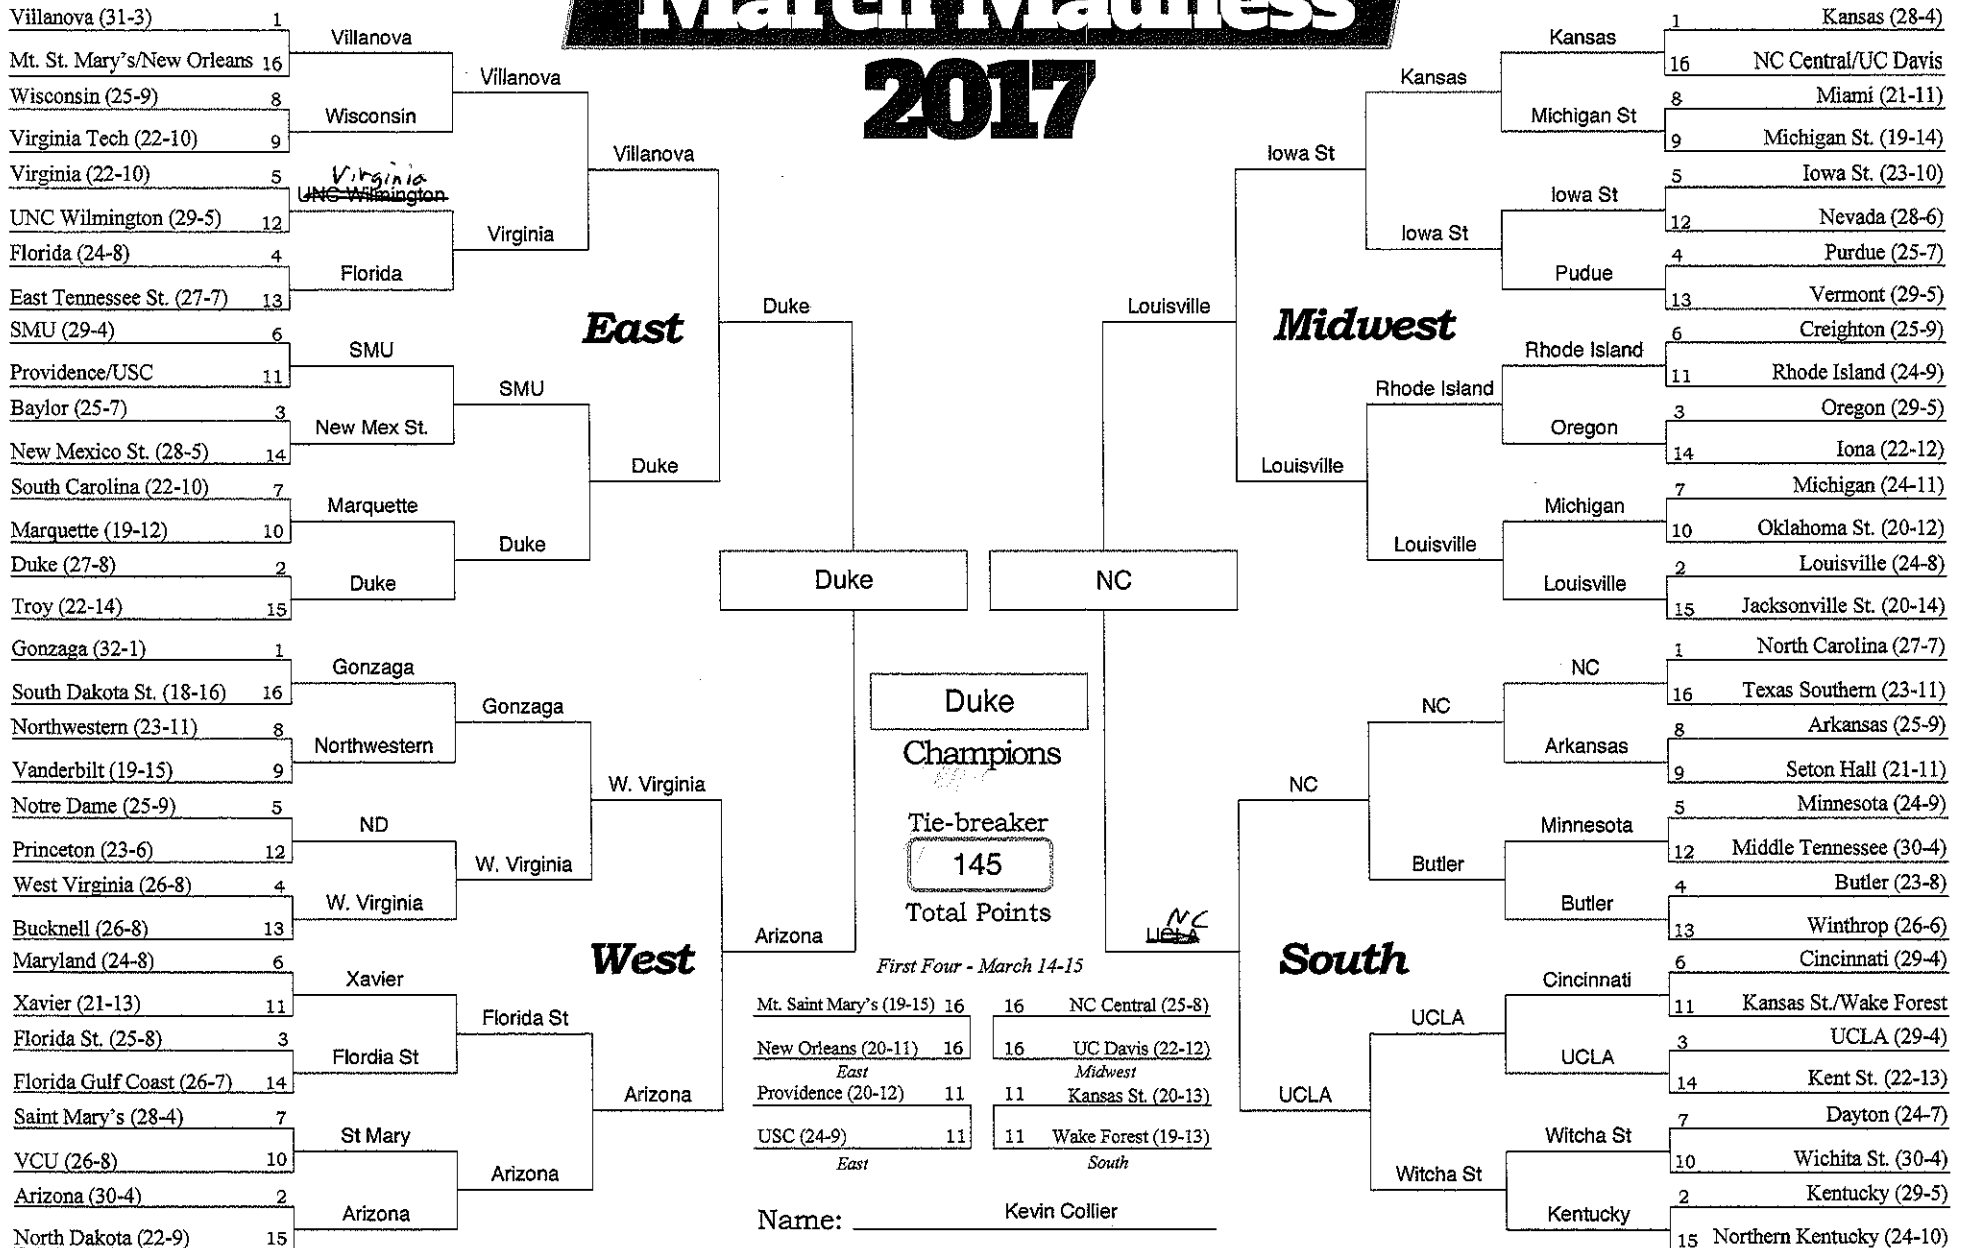 March Madness
2017
Villanova (31-3) 1
Mt. St. Mary's/New Orleans 16
Wisconsin (25-9) 8
Virginia Tech (22-10) 9
Virginia (22-10) 5
UNC Wilmington (29-5) 12
Florida (24-8) 4
East Tennessee St. (27-7) 13
SMU (29-4) 6
Providence/USC 11
Baylor (25-7) 3
New Mexico St. (28-5) 14
South Carolina (22-10) 7
Marquette (19-12) 10
Duke (27-8) 2
Troy (22-14) 15
Villanova
Wisconsin
Virginia
UNC Wilmington
Florida
SMU
New Mex St.
Marquette
Duke
Villanova
Virginia
SMU
Duke
Villanova
Duke
East
Duke
Gonzaga (32-1) 1
South Dakota St. (18-16) 16
Northwestern (23-11) 8
Vanderbilt (19-15) 9
Notre Dame (25-9) 5
Princeton (23-6) 12
West Virginia (26-8) 4
Bucknell (26-8) 13
Maryland (24-8) 6
Xavier (21-13) 11
Florida St. (25-8) 3
Florida Gulf Coast (26-7) 14
Saint Mary's (28-4) 7
VCU (26-8) 10
Arizona (30-4) 2
North Dakota (22-9) 15
Gonzaga
Northwestern
ND
W. Virginia
Xavier
Flordia St
St Mary
Arizona
Gonzaga
W. Virginia
Florida St
Arizona
W. Virginia
Arizona
West
Arizona
Duke
NC
Duke
Champions
Tie-breaker
145
Total Points
First Four - March 14-15
Mt. Saint Mary's (19-15) 16
New Orleans (20-11) 16
East
Providence (20-12) 11
USC (24-9) 11
East
16 NC Central (25-8)
16 UC Davis (22-12)
Midwest
11 Kansas St. (20-13)
11 Wake Forest (19-13)
South
Name: Kevin Collier
1 Kansas (28-4)
16 NC Central/UC Davis
8 Miami (21-11)
9 Michigan St. (19-14)
5 Iowa St. (23-10)
12 Nevada (28-6)
4 Purdue (25-7)
13 Vermont (29-5)
6 Creighton (25-9)
11 Rhode Island (24-9)
3 Oregon (29-5)
14 Iona (22-12)
7 Michigan (24-11)
10 Oklahoma St. (20-12)
2 Louisville (24-8)
15 Jacksonville St. (20-14)
Kansas
Michigan St
Iowa St
Pudue
Rhode Island
Oregon
Michigan
Louisville
Kansas
Iowa St
Rhode Island
Louisville
Iowa St
Louisville
Midwest
Louisville
1 North Carolina (27-7)
16 Texas Southern (23-11)
8 Arkansas (25-9)
9 Seton Hall (21-11)
5 Minnesota (24-9)
12 Middle Tennessee (30-4)
4 Butler (23-8)
13 Winthrop (26-6)
6 Cincinnati (29-4)
11 Kansas St./Wake Forest
3 UCLA (29-4)
14 Kent St. (22-13)
7 Dayton (24-7)
10 Wichita St. (30-4)
2 Kentucky (29-5)
15 Northern Kentucky (24-10)
NC
Arkansas
Minnesota
Butler
Cincinnati
UCLA
Witcha St
Kentucky
NC
Butler
UCLA
Witcha St
NC
UCLA
South
NC
UCLA